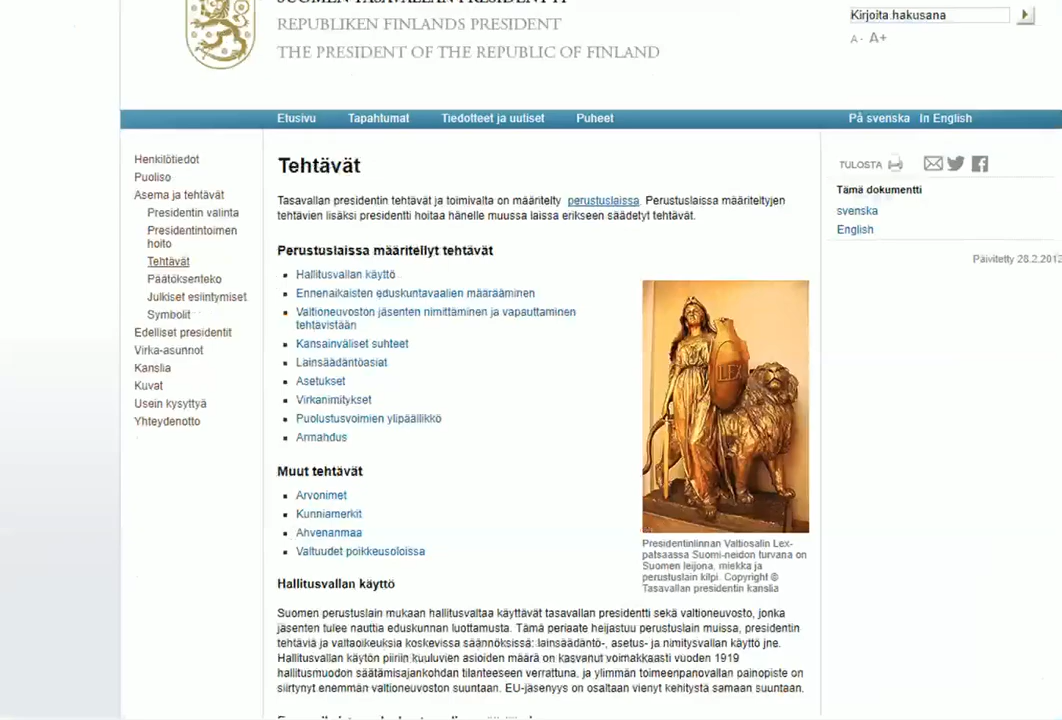 REPUBLIKEN FINLANDS PRESIDENT
THE PRESIDENT OF THE REPUBLIC OF FINLAND
Kirjoita hakusana
A- A+
Etusivu Tapahtumat Tiedotteet ja uutiset Puheet På svenska In English
Henkilötiedot
Puoliso
Asema ja tehtävät
Presidentin valinta
Presidentintoimen
hoito
Tehtävät
Päätöksenteko
Julkiset esiintymiset
Symbolit
Edelliset presidentit
Virka-asunnot
Kanslia
Kuvat
Usein kysyttyä
Yhteydenotto
Tehtävät
Tasavallan presidentin tehtävät ja toimivalta on määritelty perustuslaissa. Perustuslaissa määriteltyjen
tehtävien lisäksi presidentti hoitaa hänelle muussa laissa erikseen säädetyt tehtävät.
Perustuslaissa määritellyt tehtävät
Hallitusvallan käyttö
Ennenaikaisten eduskuntavaalien määrääminen
Valtioneuvoston jäsenten nimittäminen ja vapauttaminen
tehtävistään
Kansainväliset suhteet
Lainsäädäntöasiat
Asetukset
Virkanimitykset
Puolustusvoimien ylipäällikkö
Armahdus
Muut tehtävät
Arvonimet
Kunniamerkit
Ahvenanmaa
Valtuudet poikkeusoloissa
LEX
Presidentinlinnan Valtiosalin Lex-
patsaassa Suomi-neidon turvana on
Suomen leijona, miekka ja
perustuslain kilpi. Copyright ©
Tasavallan presidentin kanslia
Hallitusvallan käyttö
Suomen perustuslain mukaan hallitusvaltaa käyttävät tasavallan presidentti sekä valtioneuvosto, jonka
jäsenten tulee nauttia eduskunnan luottamusta. Tämä periaate heijastuu perustuslain muissa, presidentin
tehtäviä ja valtaoikeuksia koskevissa säännöksissä: lainsäädäntö-, asetus- ja nimitysvallan käyttö jne.
Hallitusvallan käytön piiriin kuuluvien asioiden määrä on kasvanut voimakkaasti vuoden 1919
hallitusmuodon säätämisajankohdan tilanteeseen verrattuna, ja ylimmän toimeenpanovallan painopiste on
siirtynyt enemmän valtioneuvoston suuntaan. EU-jäsenyys on osaltaan vienyt kehitystä samaan suuntaan.
TULOSTA
Tämä dokumentti
svenska
English
Päivitetty 28.2.2012